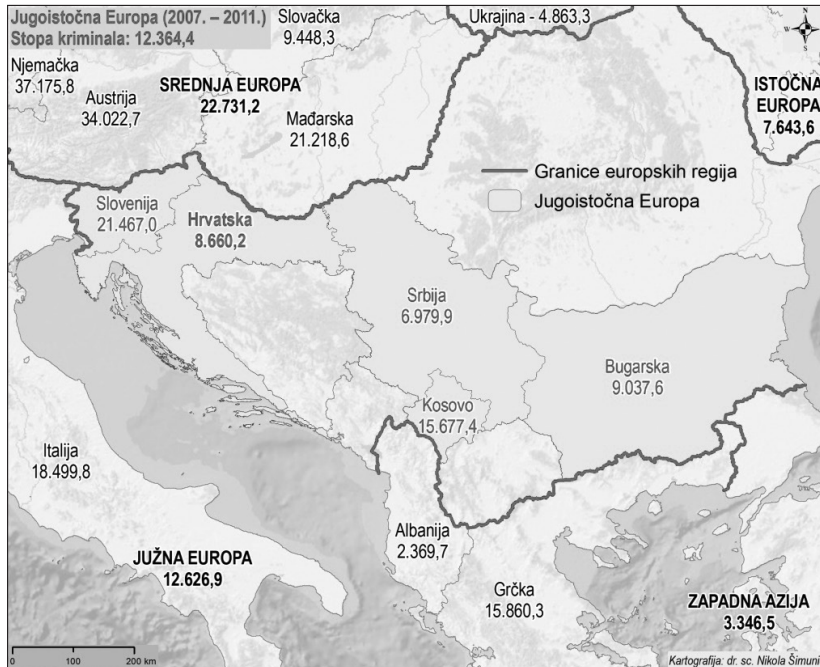 Jugoistočna Europa (2007. – 2011.)
Stopa kriminala: 12.364,4
Slovačka
9.448,3
Ukrajina - 4.863,3
N
W E
S
Njemačka
37.175,8
Austrija
34.022,7
SREDNJA EUROPA
22.731,2
Mađarska
21.218,6
ISTOČNA
EUROPA
7.643,6
Granice europskih regija
Jugoistočna Europa
Slovenija
21.467,0
Hrvatska
8.660,2
Srbija
6.979,9
Bugarska
9.037,6
Kosovo
15.677,4
Italija
18.499,8
Albanija
2.369,7
JUŽNA EUROPA
12.626,9
Grčka
15.860,3
ZAPADNA AZIJA
3.346,5
0 100 200 km
Kartografija: dr. sc. Nikola Šimuni